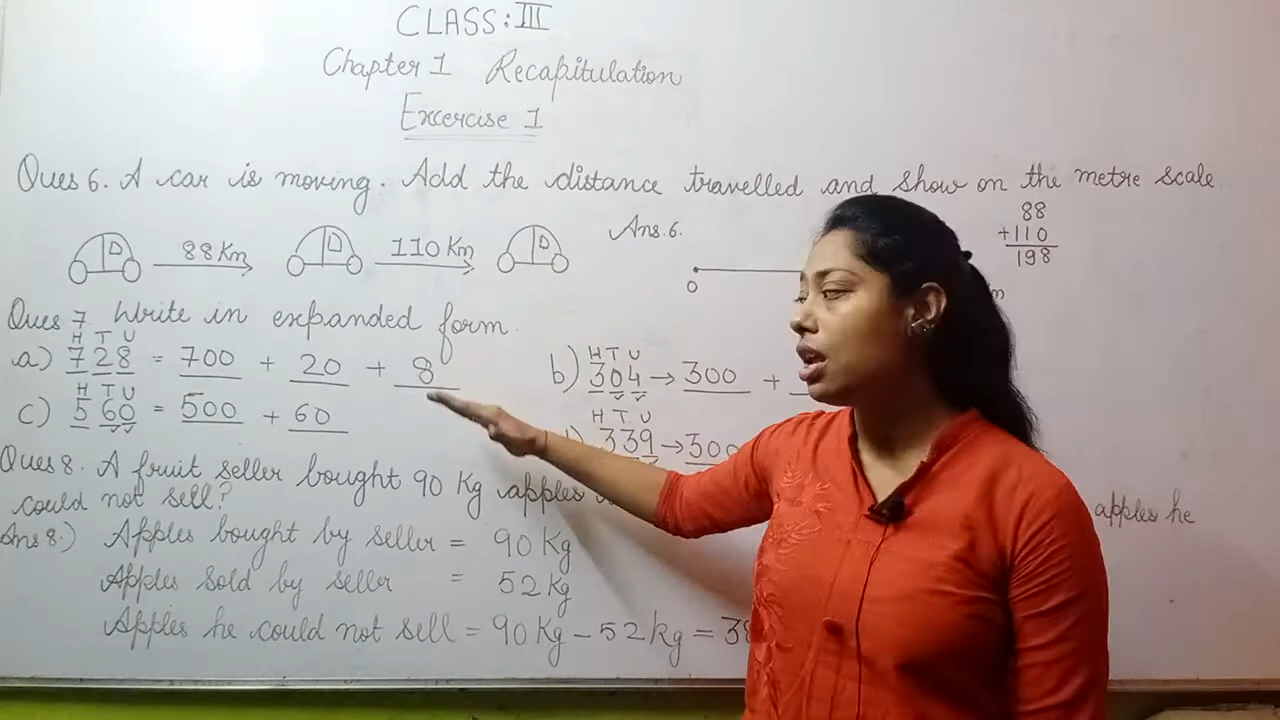 CLASS: III
Chapter 1 Recapitulation
Excercise 1
Ques 6. A car is moving. Add the distance travelled and show on the metre scale
88 Km 110 Km Ans. 6. 0 m
88
+110
198
Ques 7 Write in expanded form.
H T U
a) 728 = 700 + 20 + 8
H T U
b) 304 → 300 +
H T U
c) 560 = 500 + 60
H T U
339 → 300
Ques 8. A fruit seller bought 90 Kg apples apples he
could not sell?
Ans 8.) Apples bought by seller = 90 Kg
Apples sold by seller = 52 Kg
Apples he could not sell = 90 Kg - 52 kg = 38